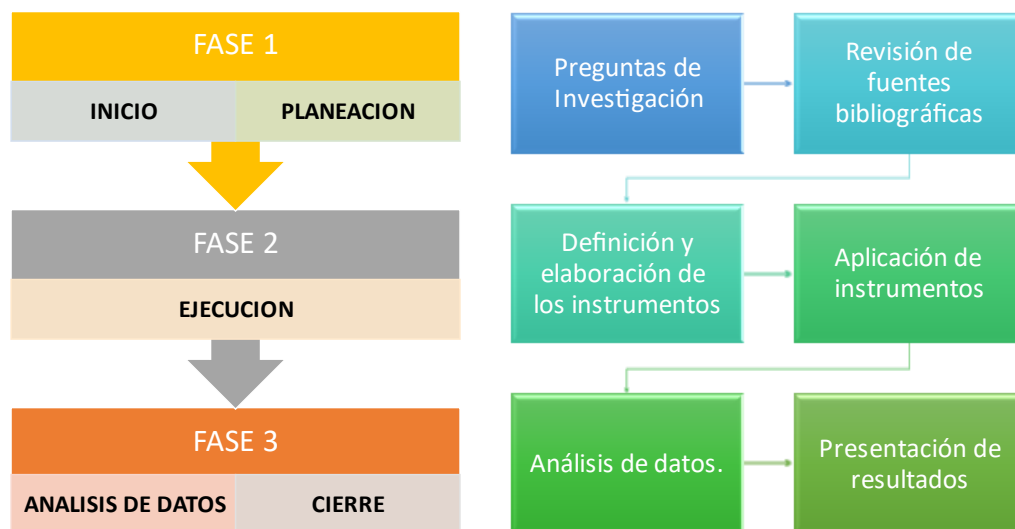 FASE 1
INICIO
PLANEACION
FASE 2
EJECUCION
FASE 3
ANALISIS DE DATOS
CIERRE
Preguntas de
Investigación
Revisión de
fuentes
bibliográficas
Definición y
elaboración de
los instrumentos
Aplicación de
instrumentos
Análisis de datos.
Presentación de
resultados